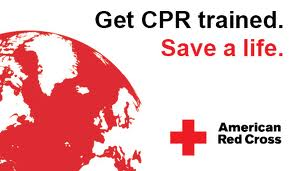 Get CPR trained.
Save a life.
American
Red Cross